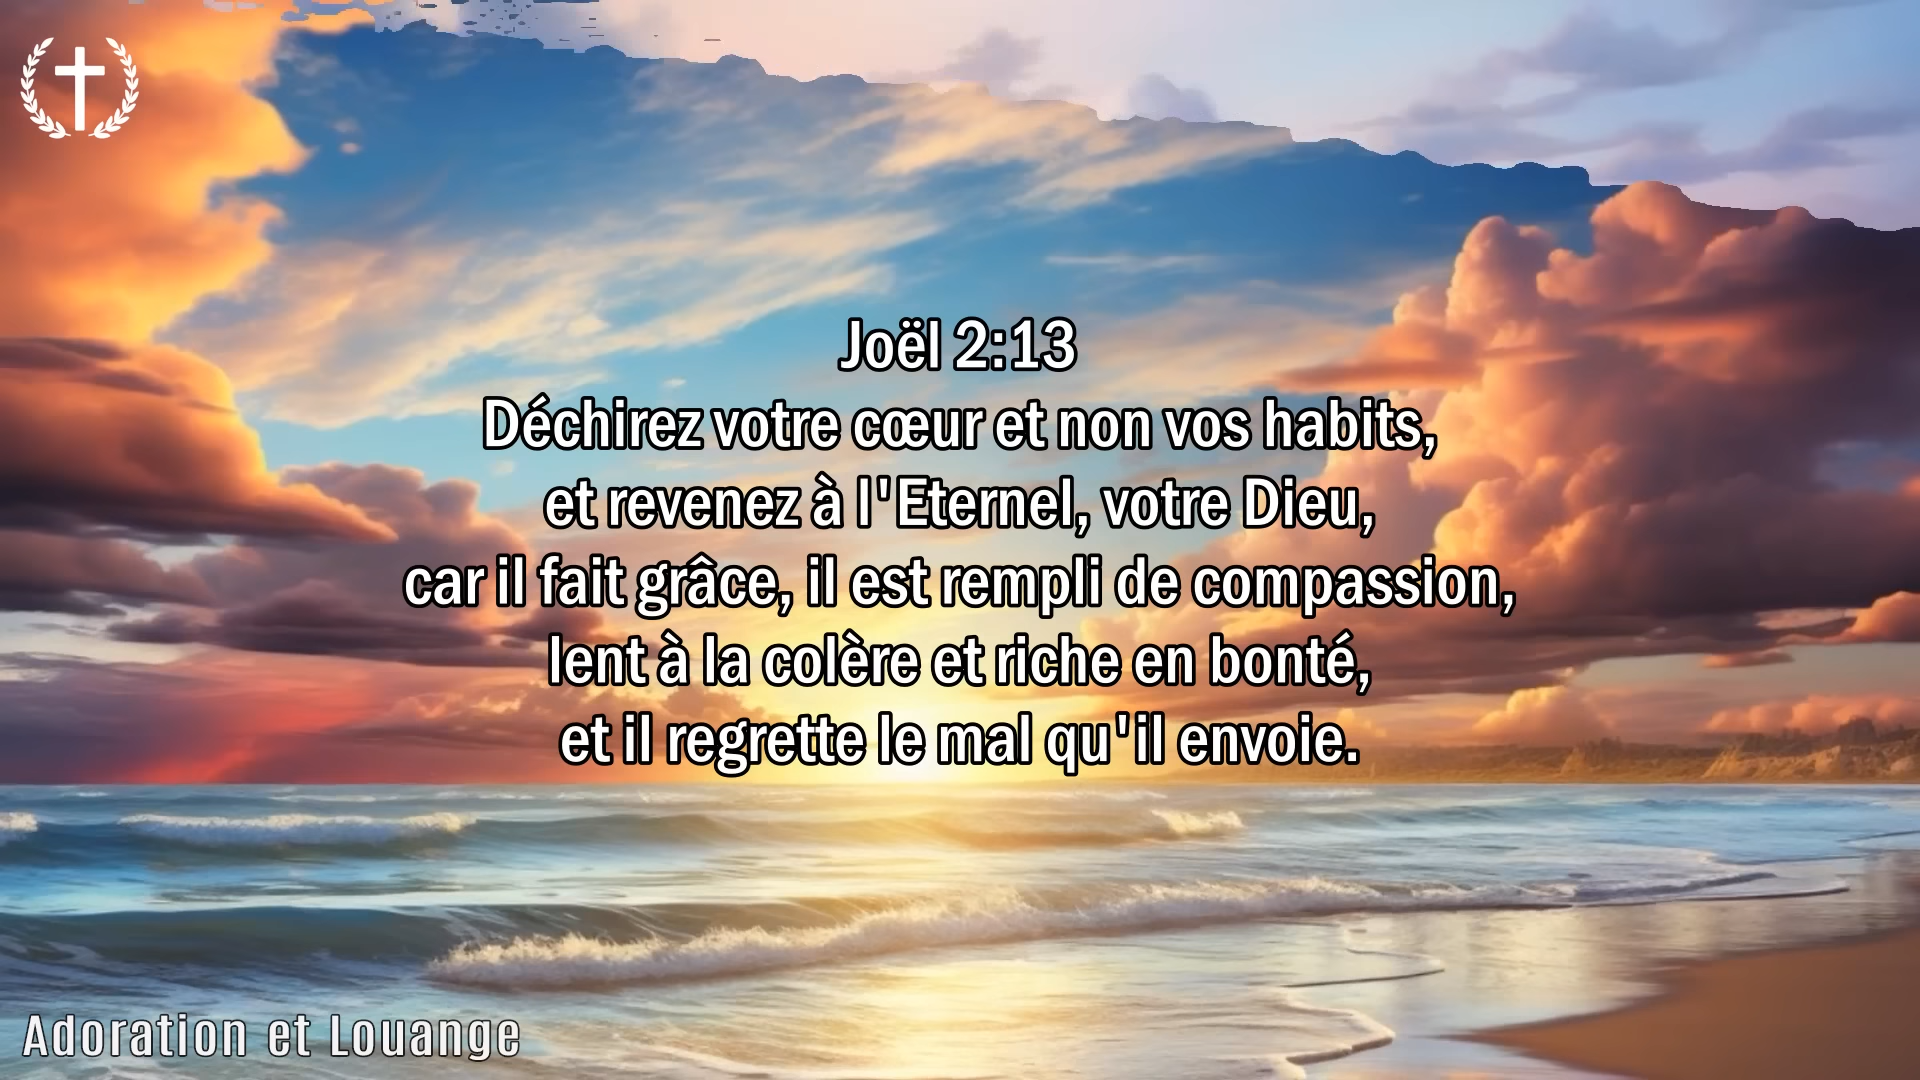 Joël 2:13
Déchirez votre cœur et non vos habits,
et revenez à l'Eternel, votre Dieu,
car il fait grâce, il est rempli de compassion,
lent à la colère et riche en bonté,
et il regrette le mal qu'il envoie.
Adoration et Louange